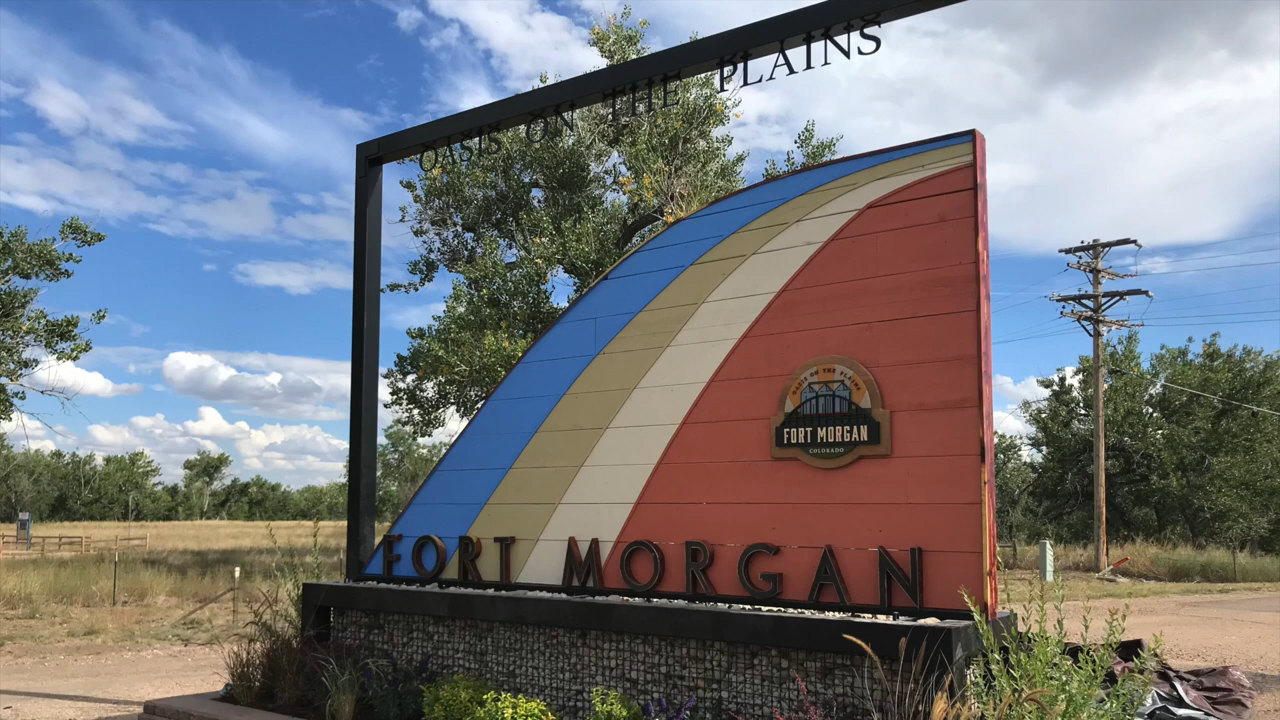 OASIS ON THE PLAINS
OASIS ON THE PLAINS
FORT MORGAN
COLORADO
FORT MORGAN